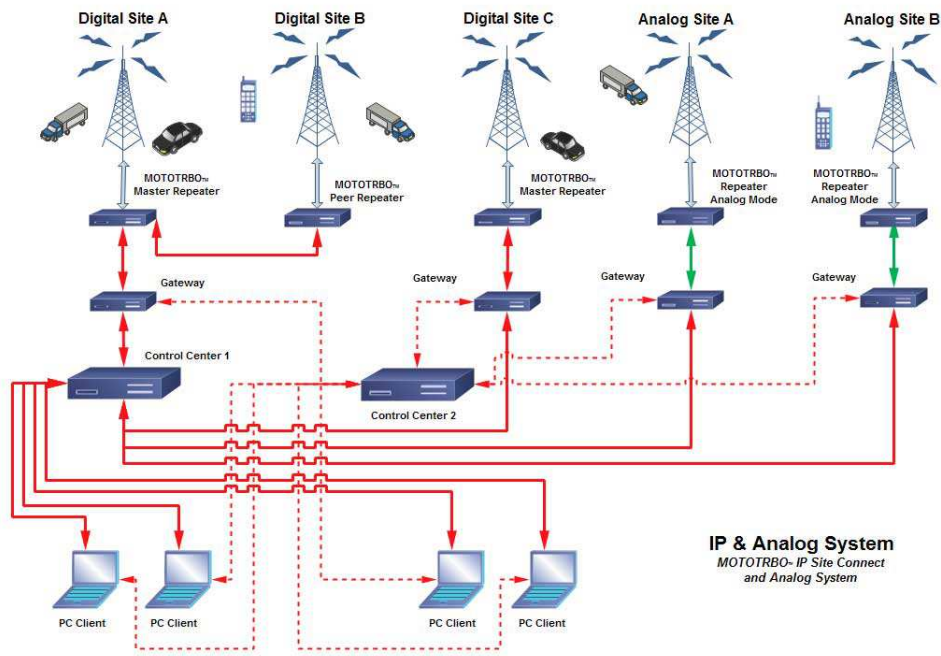 Digital Site A
Digital Site B
Digital Site C
Analog Site A
Analog Site B
MOTOTRBO™
Master Repeater
MOTOTRBO™
Peer Repeater
MOTOTRBO™
Master Repeater
MOTOTRBO™
Repeater
Analog Mode
MOTOTRBO™
Repeater
Analog Mode
Gateway
Gateway
Gateway
Gateway
Control Center 1
Control Center 2
PC Client
PC Client
PC Client
PC Client
IP & Analog System
MOTOTRBO™ IP Site Connect
and Analog System